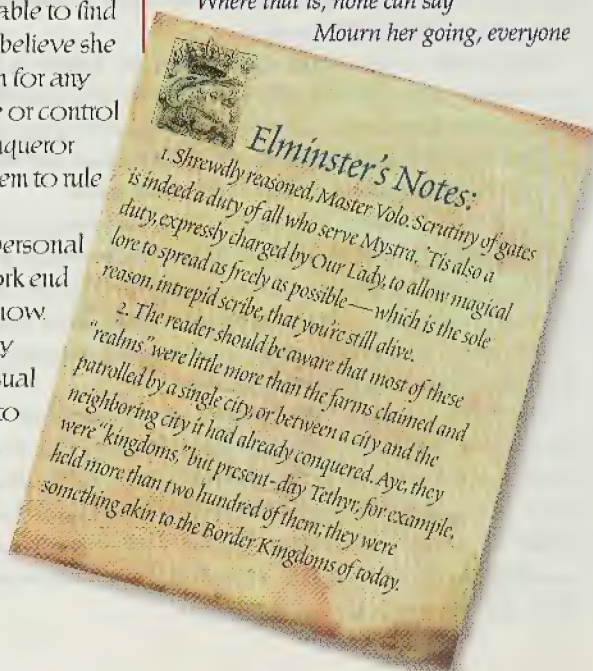 able to find
believe she
for any
or control
queror
em to rule
personal
ork end
now.
y
sual
to
Where that is, none can say
Mourn her going, everyone
Elminster's Notes:
1. Shrewdly reasoned, Master Volo. Scrutiny of gates
is indeed a duty of all who serve Mystra. 'Tis also a
duty, expressly charged by Our Lady, to allow magical
lore to spread as freely as possible—which is the sole
reason, intrepid scribe, that you're still alive.
2. The reader should be aware that most of these
"realms" were little more than the farms claimed and
patrolled by a single city, or between a city and the
neighboring city it had already conquered. Aye, they
were "kingdoms," but present-day Tethyr, for example,
held more than two hundred of them; they were
something akin to the Border Kingdoms of today.